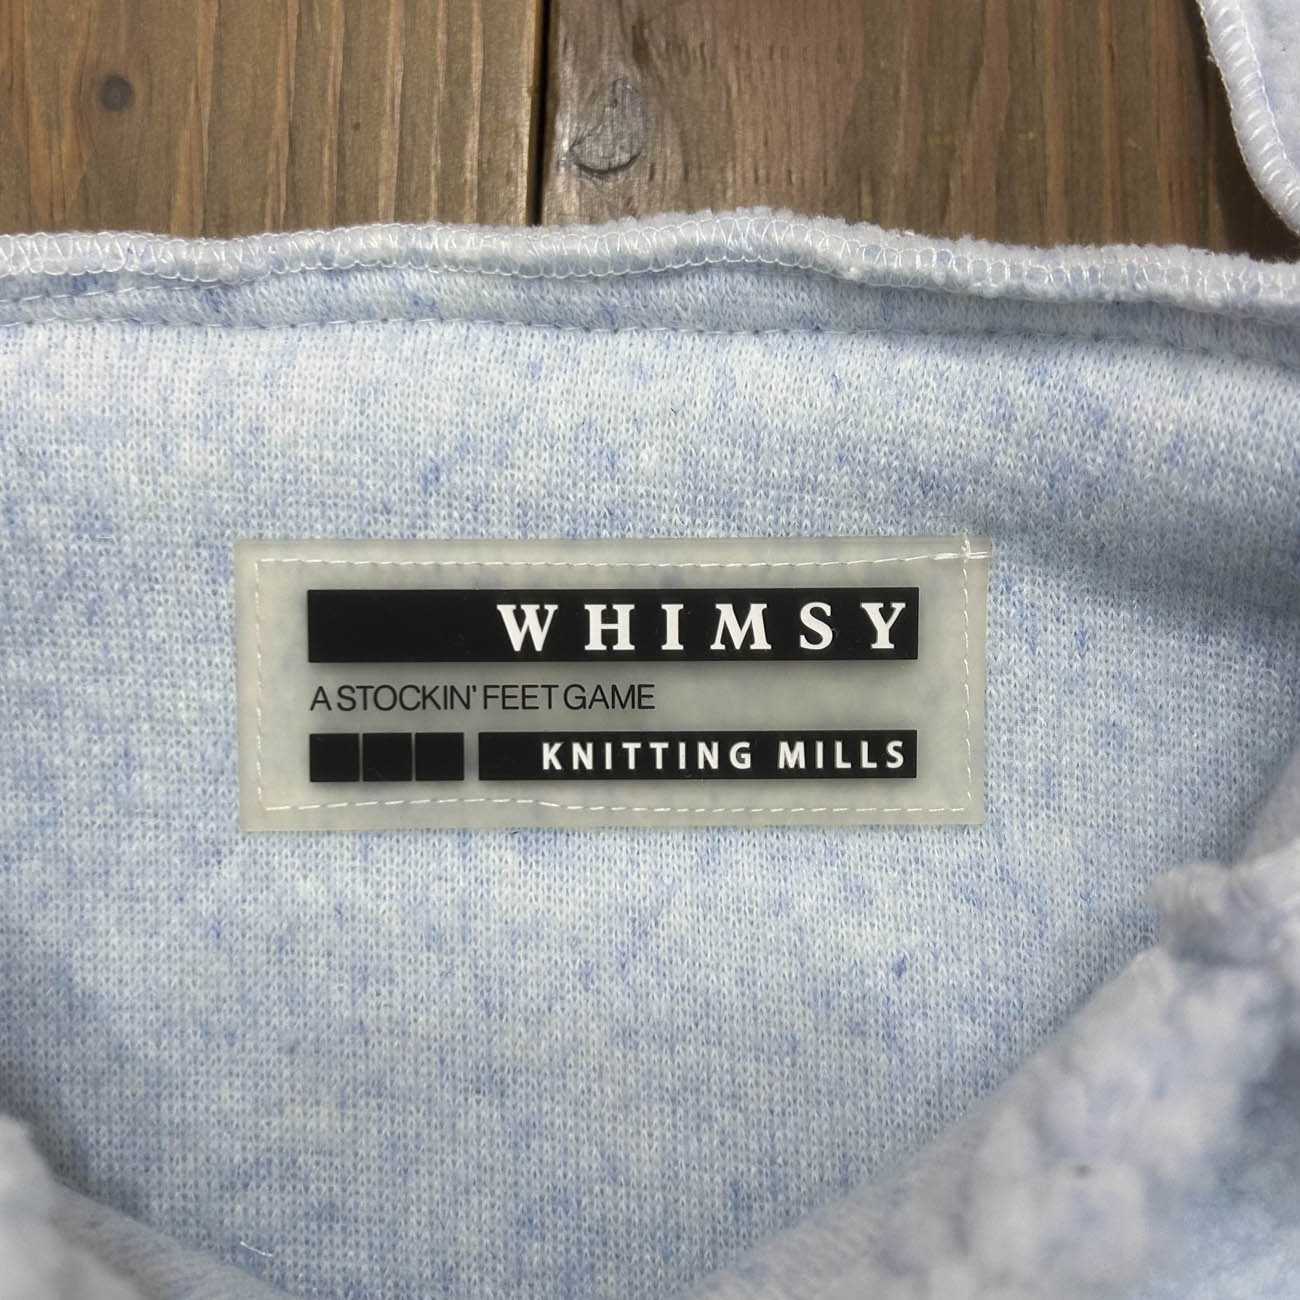 WHIMSY
A STOCKIN' FEET GAME
KNITTING MILLS